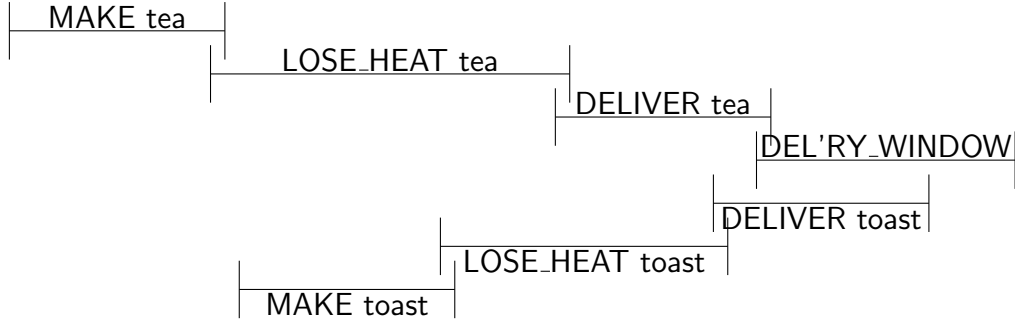 MAKE tea
LOSE_HEAT tea
DELIVER tea
DEL'RY_WINDOW
DELIVER toast
LOSE_HEAT toast
MAKE toast